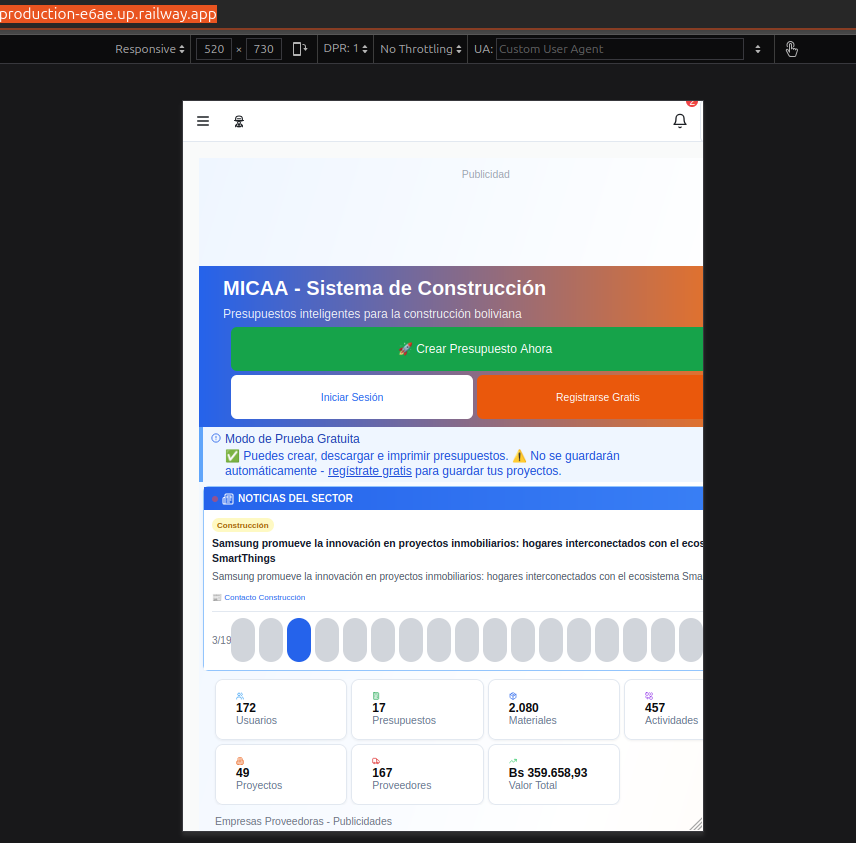 production-e6ae.up.railway.app
Responsive 520 × 730 DPR: 1 No Throttling UA: Custom User Agent
2
Publicidad
MICAA - Sistema de Construcción
Presupuestos inteligentes para la construcción boliviana
🚀 Crear Presupuesto Ahora
Iniciar Sesión Registrarse Gratis
Modo de Prueba Gratuita
✅ Puedes crear, descargar e imprimir presupuestos. ⚠️ No se guardarán
automáticamente - regístrate gratis para guardar tus proyectos.
NOTICIAS DEL SECTOR
Construcción
Samsung promueve la innovación en proyectos inmobiliarios: hogares interconectados con el ecos
SmartThings
Samsung promueve la innovación en proyectos inmobiliarios: hogares interconectados con el ecosistema Sma
📰 Contacto Construcción
3/19
172 17 2.080 457
Usuarios Presupuestos Materiales Actividades
49 167 Bs 359.658,93
Proyectos Proveedores Valor Total
Empresas Proveedoras - Publicidades